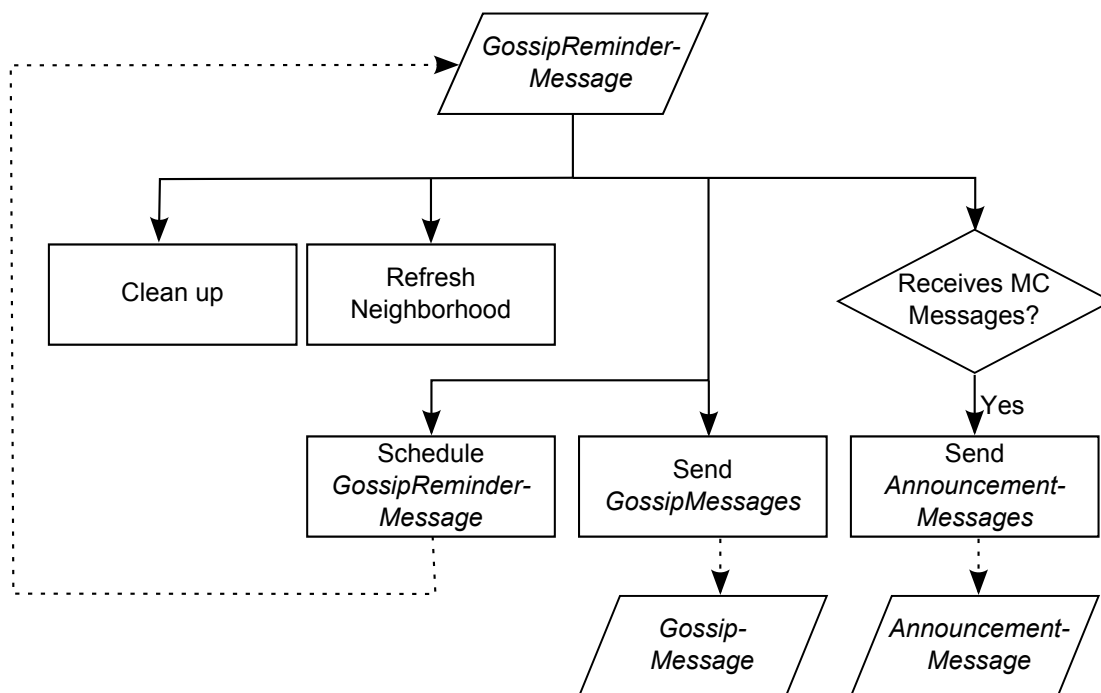 GossipReminder-
Message
Clean up
Refresh
Neighborhood
Receives MC
Messages?
Yes
Schedule
GossipReminder-
Message
Send
GossipMessages
Send
Announcement-
Messages
Gossip-
Message
Announcement-
Message